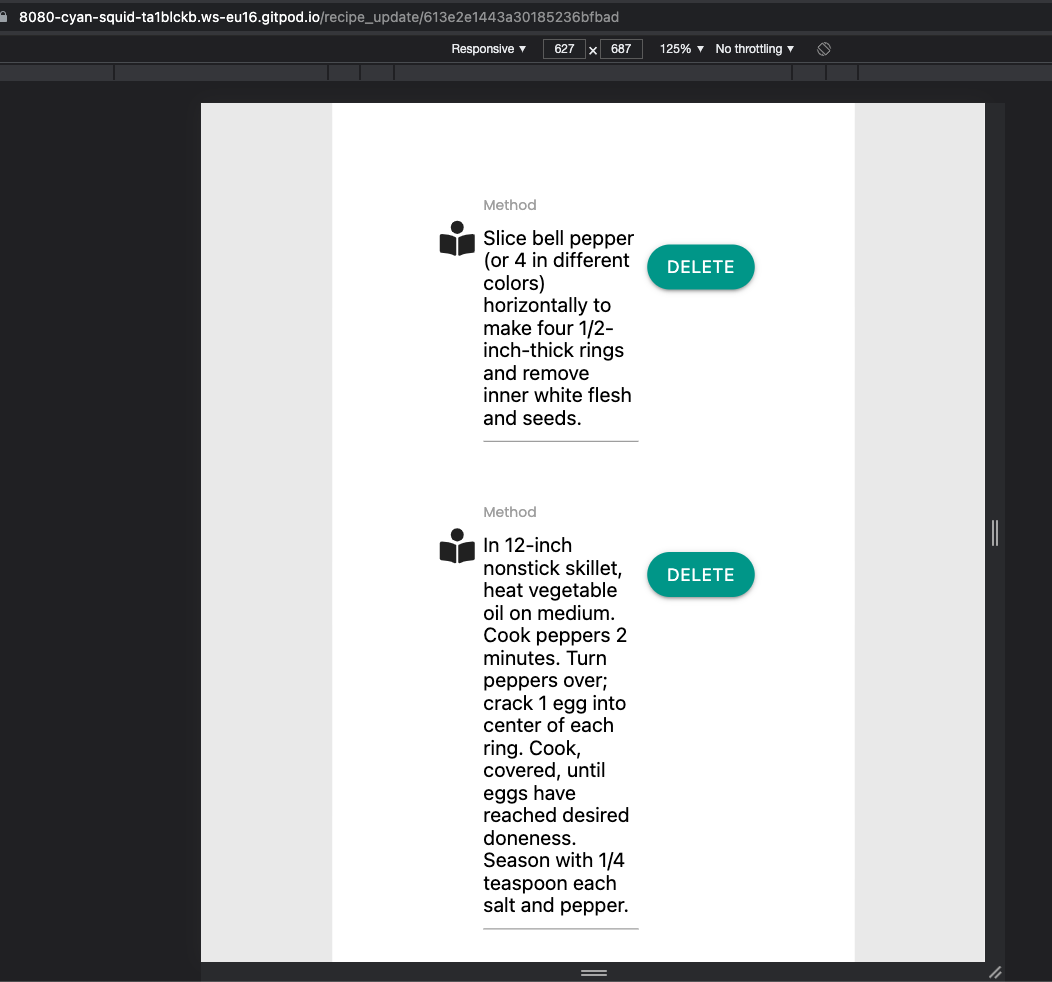 8080-cyan-squid-ta1blckb.ws-eu16.gitpod.io/recipe_update/613e2e1443a30185236bfbad
Responsive ▼ 627 x 687 125% ▼ No throttling ▼
Method
Slice bell pepper
(or 4 in different
colors)
horizontally to
make four 1/2-
inch-thick rings
and remove
inner white flesh
and seeds.
DELETE
Method
In 12-inch
nonstick skillet,
heat vegetable
oil on medium.
Cook peppers 2
minutes. Turn
peppers over;
crack 1 egg into
center of each
ring. Cook,
covered, until
eggs have
reached desired
doneness.
Season with 1/4
teaspoon each
salt and pepper.
DELETE